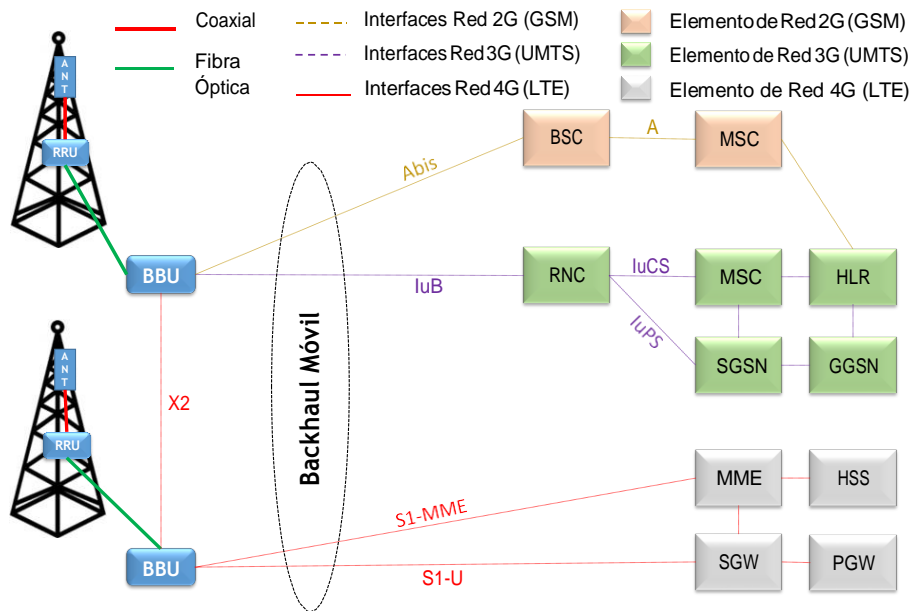 Coaxial
Fibra
Óptica
Interfaces Red 2G (GSM)
Interfaces Red 3G (UMTS)
Interfaces Red 4G (LTE)
Elemento de Red 2G (GSM)
Elemento de Red 3G (UMTS)
Elemento de Red 4G (LTE)
ANT
RRU
BBU
Abis
BSC
A
MSC
IuB
RNC
IuCS
MSC
HLR
IuPS
SGSN
GGSN
Backhaul Móvil
X2
ANT
RRU
BBU
S1-MME
MME
HSS
S1-U
SGW
PGW